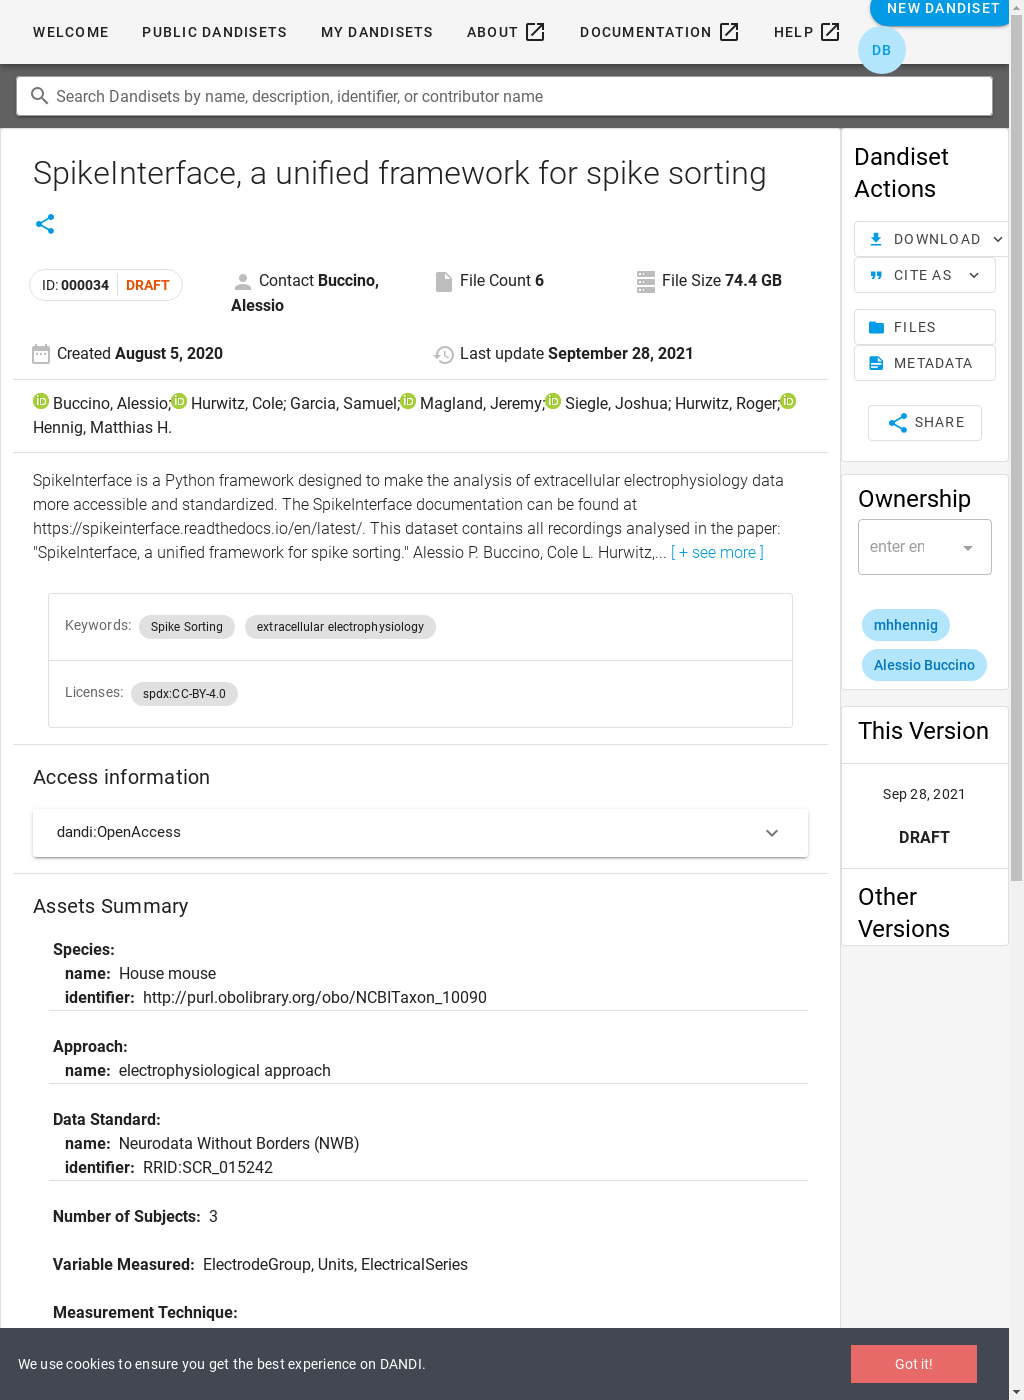 NEW DANDISET
WELCOME PUBLIC DANDISETS MY DANDISETS ABOUT DOCUMENTATION HELP
DB
Search Dandisets by name, description, identifier, or contributor name
SpikeInterface, a unified framework for spike sorting
ID: 000034 DRAFT
Contact Buccino, Alessio
File Count 6
File Size 74.4 GB
Created August 5, 2020
Last update September 28, 2021
Buccino, Alessio; Hurwitz, Cole; Garcia, Samuel; Magland, Jeremy; Siegle, Joshua; Hurwitz, Roger;
Hennig, Matthias H.
SpikeInterface is a Python framework designed to make the analysis of extracellular electrophysiology data
more accessible and standardized. The SpikeInterface documentation can be found at
https://spikeinterface.readthedocs.io/en/latest/. This dataset contains all recordings analysed in the paper:
"SpikeInterface, a unified framework for spike sorting." Alessio P. Buccino, Cole L. Hurwitz,... [ + see more ]
Keywords: Spike Sorting extracellular electrophysiology
Licenses: spdx:CC-BY-4.0
Access information
dandi:OpenAccess
Assets Summary
Species:
name: House mouse
identifier: http://purl.obolibrary.org/obo/NCBITaxon_10090
Approach:
name: electrophysiological approach
Data Standard:
name: Neurodata Without Borders (NWB)
identifier: RRID:SCR_015242
Number of Subjects: 3
Variable Measured: ElectrodeGroup, Units, ElectricalSeries
Measurement Technique:
Dandiset
Actions
DOWNLOAD
CITE AS
FILES
METADATA
SHARE
Ownership
enter en
mhhennig
Alessio Buccino
This Version
Sep 28, 2021
DRAFT
Other
Versions
We use cookies to ensure you get the best experience on DANDI.
Got it!